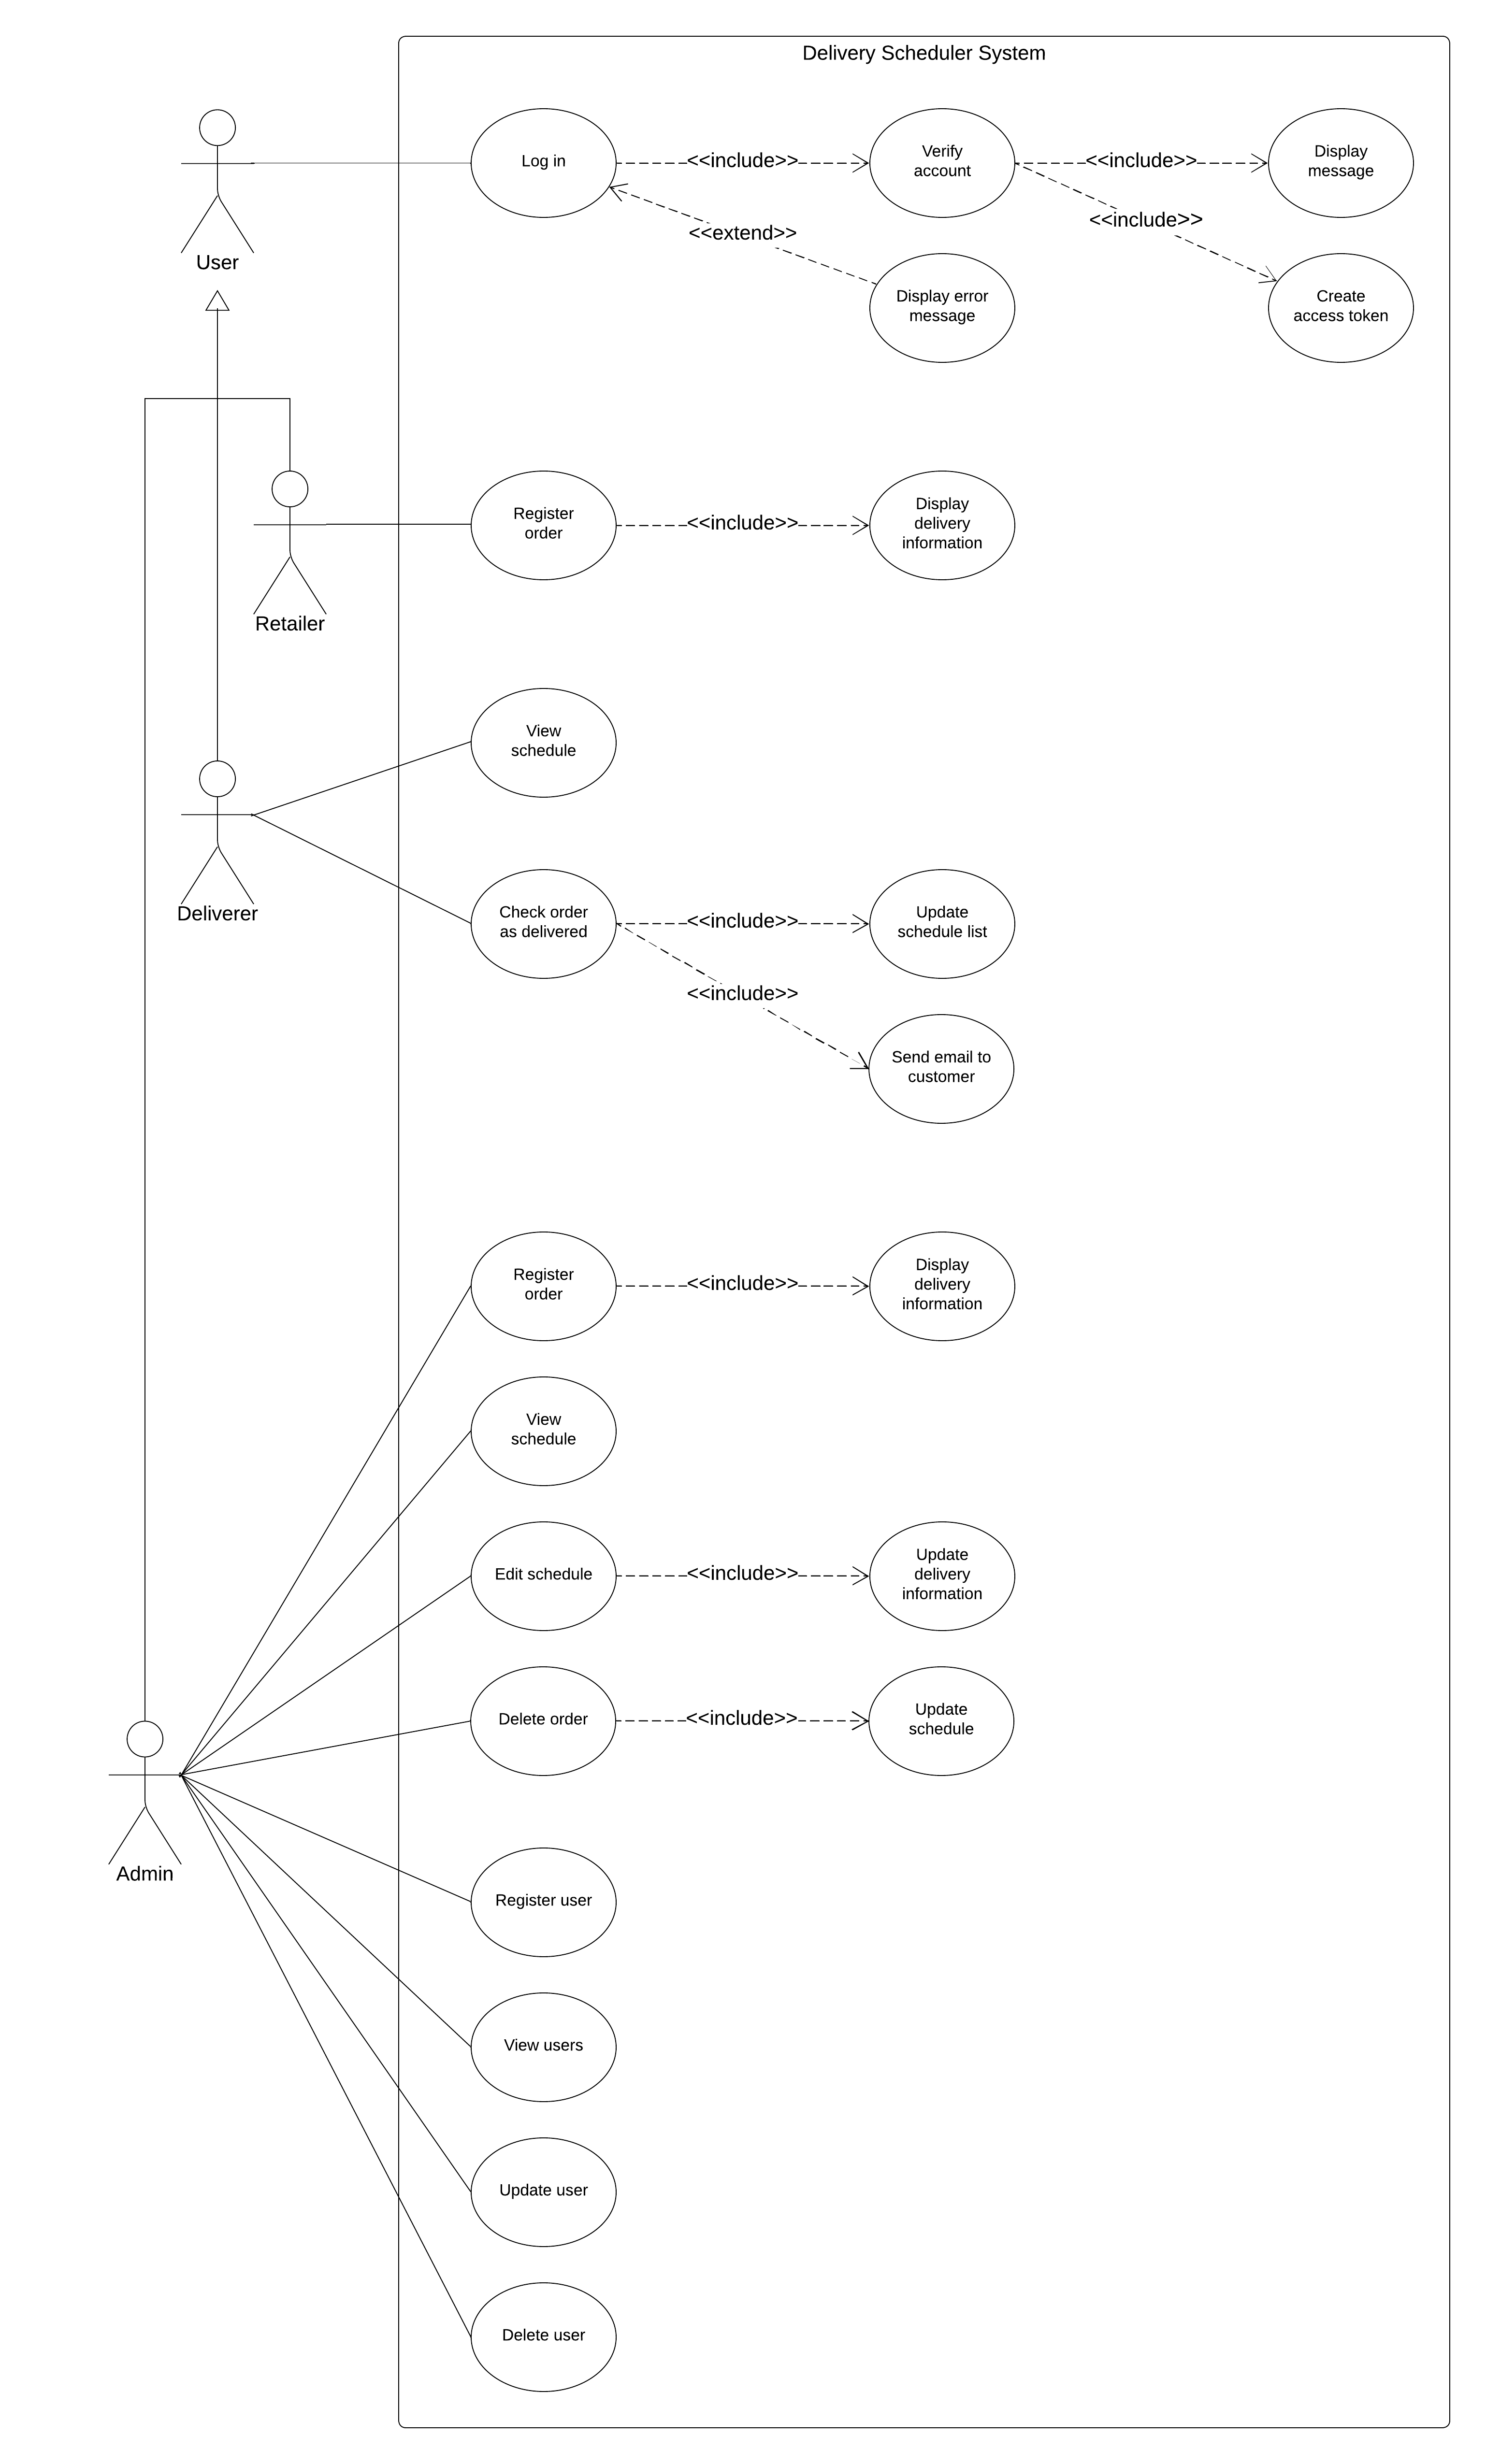 Delivery Scheduler System
User
Log in
<<include>>
Verify
account
<<include>>
Display
message
<<extend>>
Display error
message
<<include>>
Create
access token
Retailer
Register
order
<<include>>
Display
delivery
information
Deliverer
View
schedule
Check order
as delivered
<<include>>
Update
schedule list
<<include>>
Send email to
customer
Admin
Register
order
<<include>>
Display
delivery
information
View
schedule
Edit schedule
<<include>>
Update
delivery
information
Delete order
<<include>>
Update
schedule
Register user
View users
Update user
Delete user